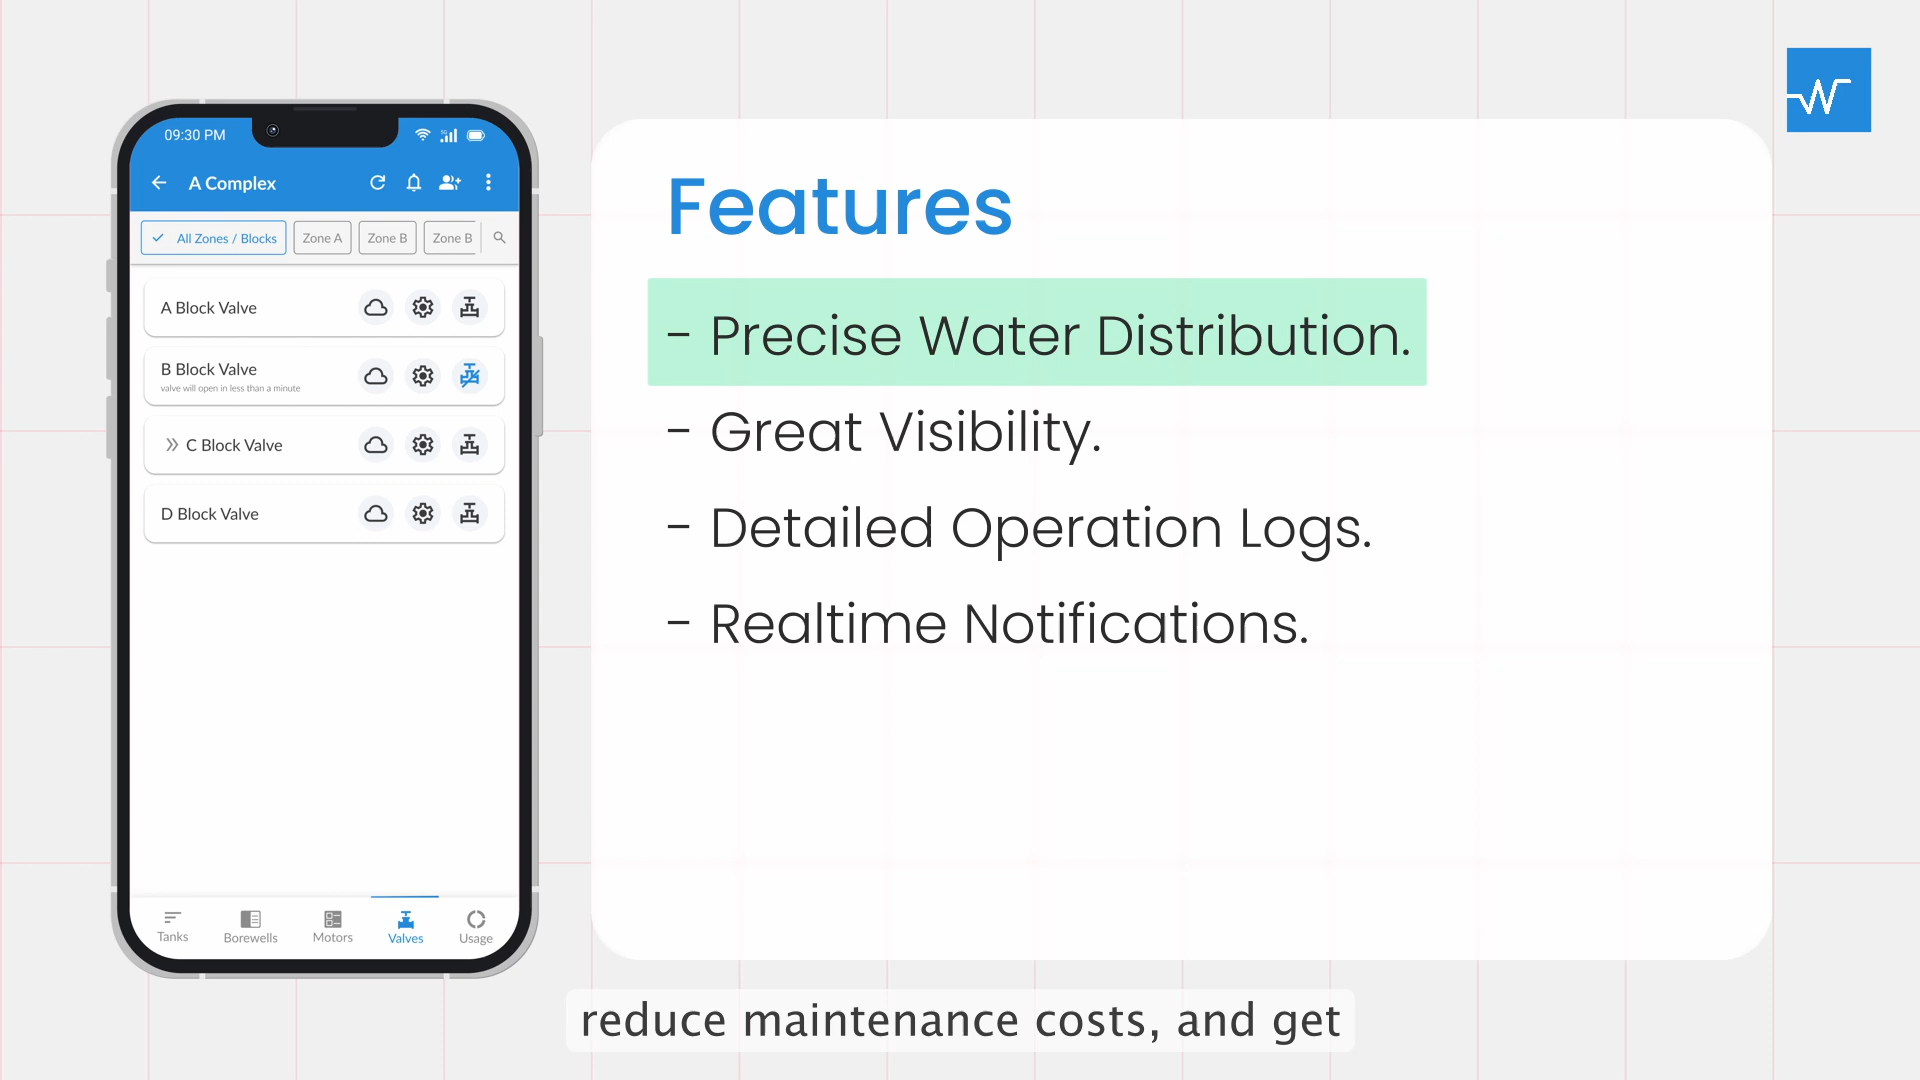 09:30 PM
5G
A Complex
All Zones / Blocks
Zone A
Zone B
Zone B
A Block Valve
B Block Valve
valve will open in less than a minute
C Block Valve
D Block Valve
Tanks
Borewells
Motors
Valves
Usage
Features
- Precise Water Distribution.
- Great Visibility.
- Detailed Operation Logs.
- Realtime Notifications.
reduce maintenance costs, and get